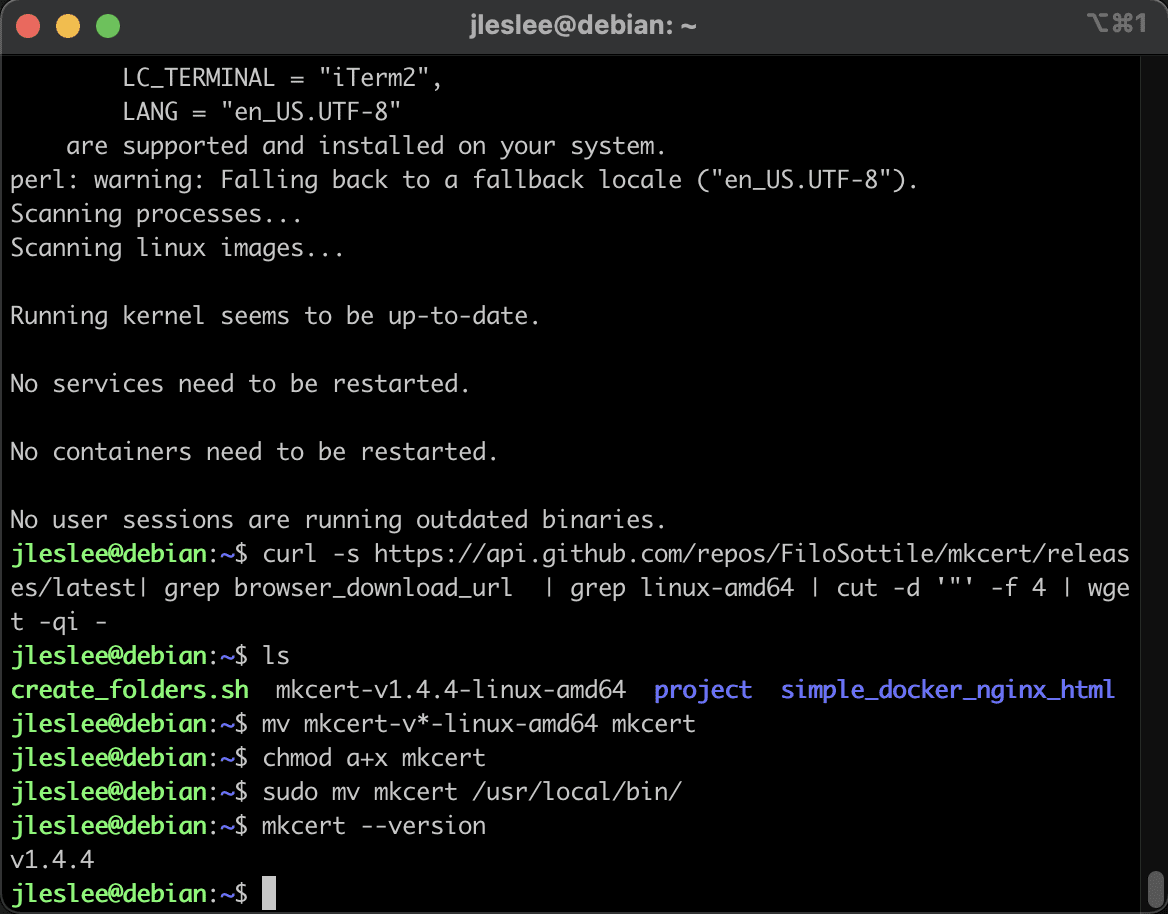 jleslee@debian: ~
⌥⌘1
LC_TERMINAL = "iTerm2",
LANG = "en_US.UTF-8"
are supported and installed on your system.
perl: warning: Falling back to a fallback locale ("en_US.UTF-8").
Scanning processes...
Scanning linux images...
Running kernel seems to be up-to-date.
No services need to be restarted.
No containers need to be restarted.
No user sessions are running outdated binaries.
jleslee@debian:~$ curl -s https://api.github.com/repos/FiloSottile/mkcert/releas
es/latest| grep browser_download_url  | grep linux-amd64 | cut -d '"' -f 4 | wge
t -qi -
jleslee@debian:~$ ls
create_folders.sh  mkcert-v1.4.4-linux-amd64  project  simple_docker_nginx_html
jleslee@debian:~$ mv mkcert-v*-linux-amd64 mkcert
jleslee@debian:~$ chmod a+x mkcert
jleslee@debian:~$ sudo mv mkcert /usr/local/bin/
jleslee@debian:~$ mkcert --version
v1.4.4
jleslee@debian:~$